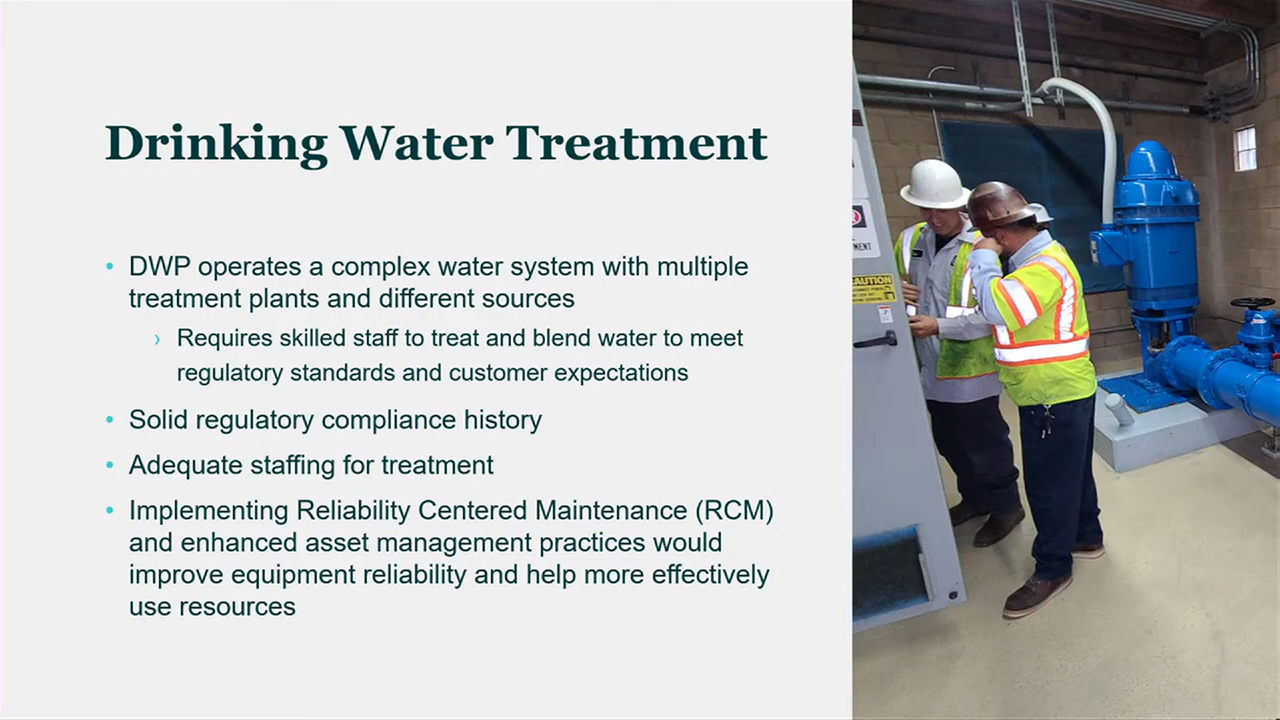 Drinking Water Treatment
• DWP operates a complex water system with multiple
treatment plants and different sources
› Requires skilled staff to treat and blend water to meet
regulatory standards and customer expectations
• Solid regulatory compliance history
• Adequate staffing for treatment
• Implementing Reliability Centered Maintenance (RCM)
and enhanced asset management practices would
improve equipment reliability and help more effectively
use resources
MENT
CAUTION